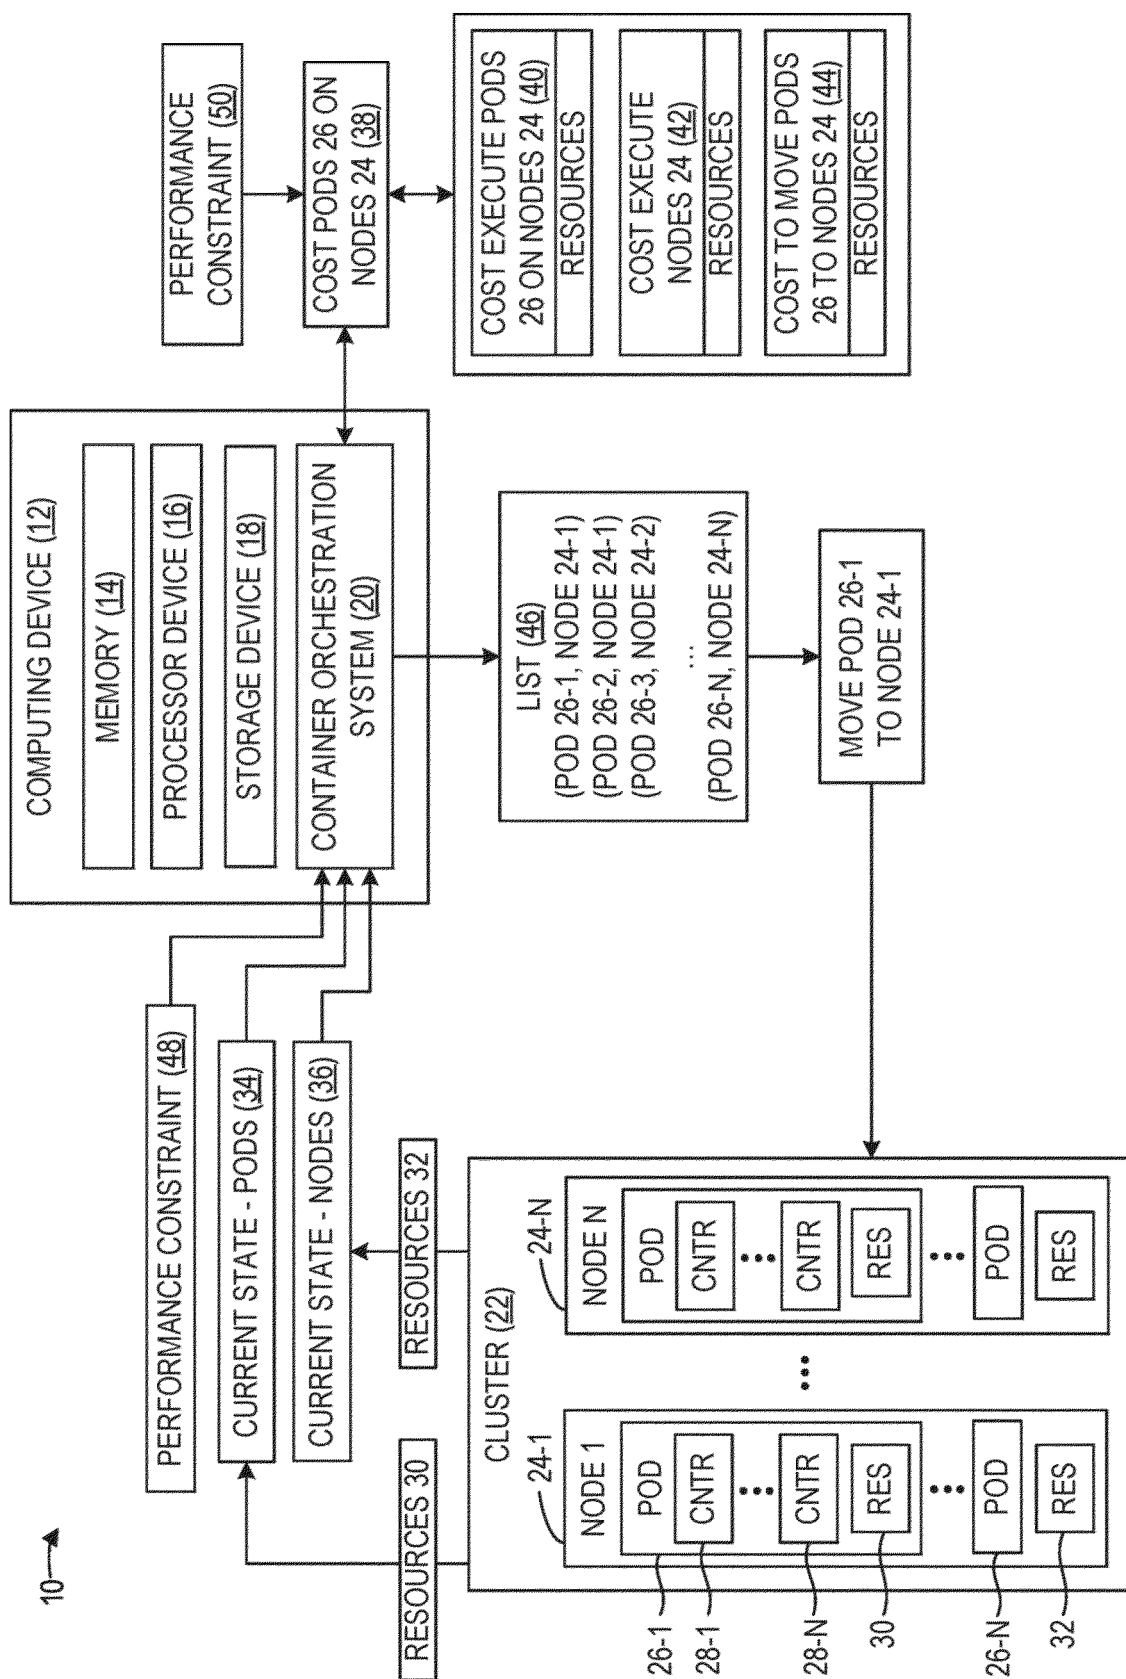 10
COMPUTING DEVICE (12)
MEMORY (14)
PROCESSOR DEVICE (16)
STORAGE DEVICE (18)
CONTAINER ORCHESTRATION
SYSTEM (20)
PERFORMANCE
CONSTRAINT (50)
COST PODS 26 ON
NODES 24 (38)
COST EXECUTE PODS
26 ON NODES 24 (40)
RESOURCES
COST EXECUTE
NODES 24 (42)
RESOURCES
COST TO MOVE PODS
26 TO NODES 24 (44)
RESOURCES
PERFORMANCE CONSTRAINT (48)
CURRENT STATE - PODS (34)
CURRENT STATE - NODES (36)
RESOURCES 30
RESOURCES 32
LIST (46)
(POD 26-1, NODE 24-1)
(POD 26-2, NODE 24-1)
(POD 26-3, NODE 24-2)
...
(POD 26-N, NODE 24-N)
MOVE POD 26-1
TO NODE 24-1
CLUSTER (22)
24-1
NODE 1
POD
CNTR
•••
CNTR
RES
•••
POD
RES
26-1
28-1
28-N
30
26-N
32
•••
24-N
NODE N
POD
CNTR
•••
CNTR
RES
•••
POD
RES